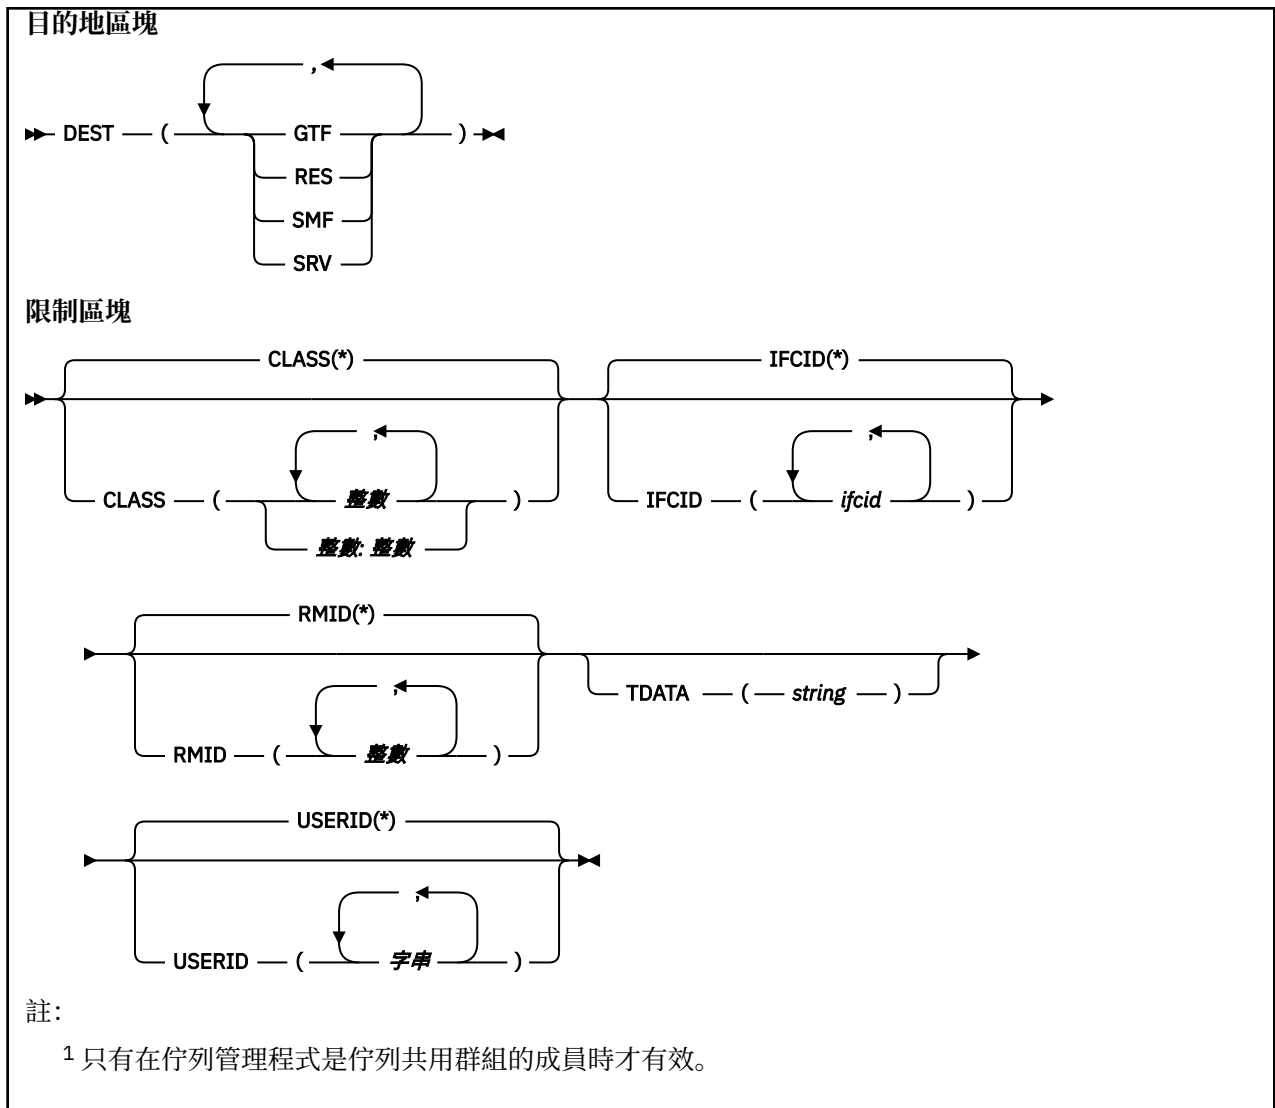 目的地區塊
,
DEST ( GTF )
RES
SMF
SRV
限制區塊
CLASS(*) IFCID(*)
, ,
CLASS ( 整數 ) IFCID ( ifcid )
整數: 整數
RMID(*)
TDATA ( string )
,
RMID ( 整數 )
USERID(*)
,
USERID ( 字串 )
註:
1 只有在佇列管理程式是佇列共用群組的成員時才有效。